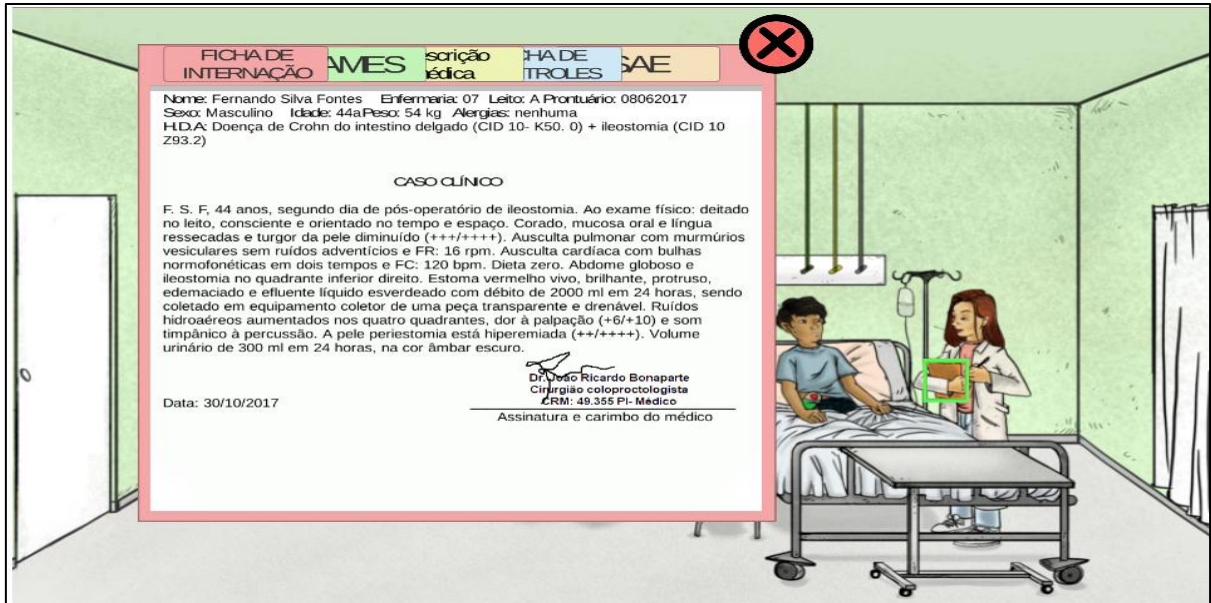 FICHA DE
INTERNAÇÃO
AMES
scrição
édica
HA DE
TROLES
SAE
Nome: Fernando Silva Fontes Enfermaria: 07 Leito: A Prontuário: 08062017
Sexo: Masculino Idade: 44a Peso: 54 kg Alergias: nenhuma
H.D.A: Doença de Crohn do intestino delgado (CID 10- K50. 0) + ileostomia (CID 10
Z93.2)
CASO CLÍNICO
F. S. F, 44 anos, segundo dia de pós-operatório de ileostomia. Ao exame físico: deitado
no leito, consciente e orientado no tempo e espaço. Corado, mucosa oral e língua
ressecadas e turgor da pele diminuído (+++/++++). Ausculta pulmonar com murmúrios
vesiculares sem ruídos adventícios e FR: 16 rpm. Ausculta cardíaca com bulhas
normofonéticas em dois tempos e FC: 120 bpm. Dieta zero. Abdome globoso e
ileostomia no quadrante inferior direito. Estoma vermelho vivo, brilhante, protruso,
edemaciado e efluente líquido esverdeado com débito de 2000 ml em 24 horas, sendo
coletado em equipamento coletor de uma peça transparente e drenável. Ruídos
hidroaéreos aumentados nos quatro quadrantes, dor à palpação (+6/+10) e som
timpânico à percussão. A pele periestomia está hiperemiada (++/++++). Volume
urinário de 300 ml em 24 horas, na cor âmbar escuro.
Dr. João Ricardo Bonaparte
Cirurgião coloproctologista
CRM: 49.355 PI- Médico
Data: 30/10/2017
Assinatura e carimbo do médico